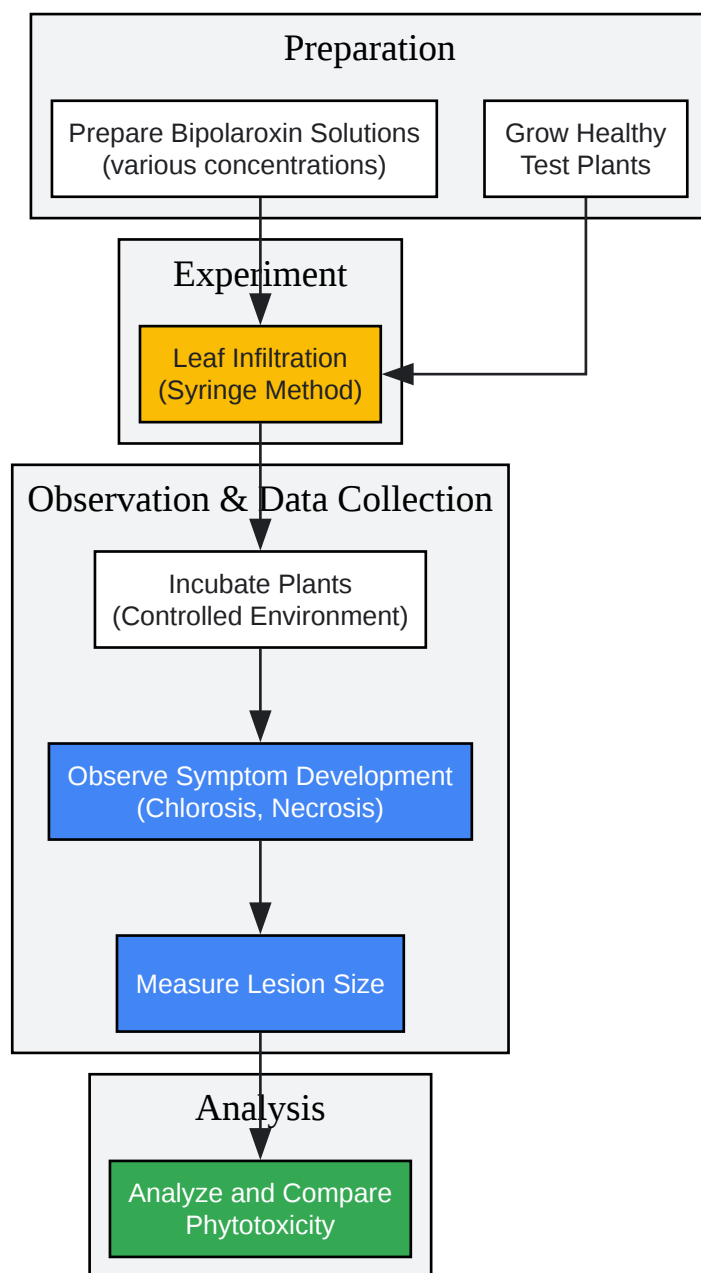 Preparation
Prepare Bipolaroxin Solutions
(various concentrations)
Grow Healthy
Test Plants
Experiment
Leaf Infiltration
(Syringe Method)
Observation & Data Collection
Incubate Plants
(Controlled Environment)
Observe Symptom Development
(Chlorosis, Necrosis)
Measure Lesion Size
Analysis
Analyze and Compare
Phytotoxicity